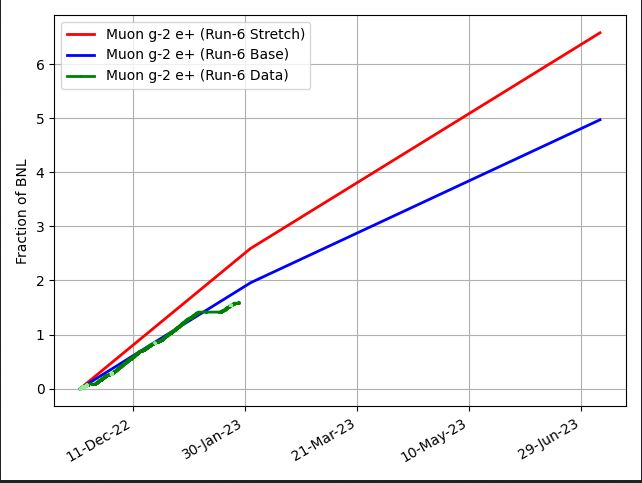 Muon g-2 e+ (Run-6 Stretch)
Muon g-2 e+ (Run-6 Base)
Muon g-2 e+ (Run-6 Data)
Fraction of BNL
6
5
4
3
2
1
0
11-Dec-22
30-Jan-23
21-Mar-23
10-May-23
29-Jun-23